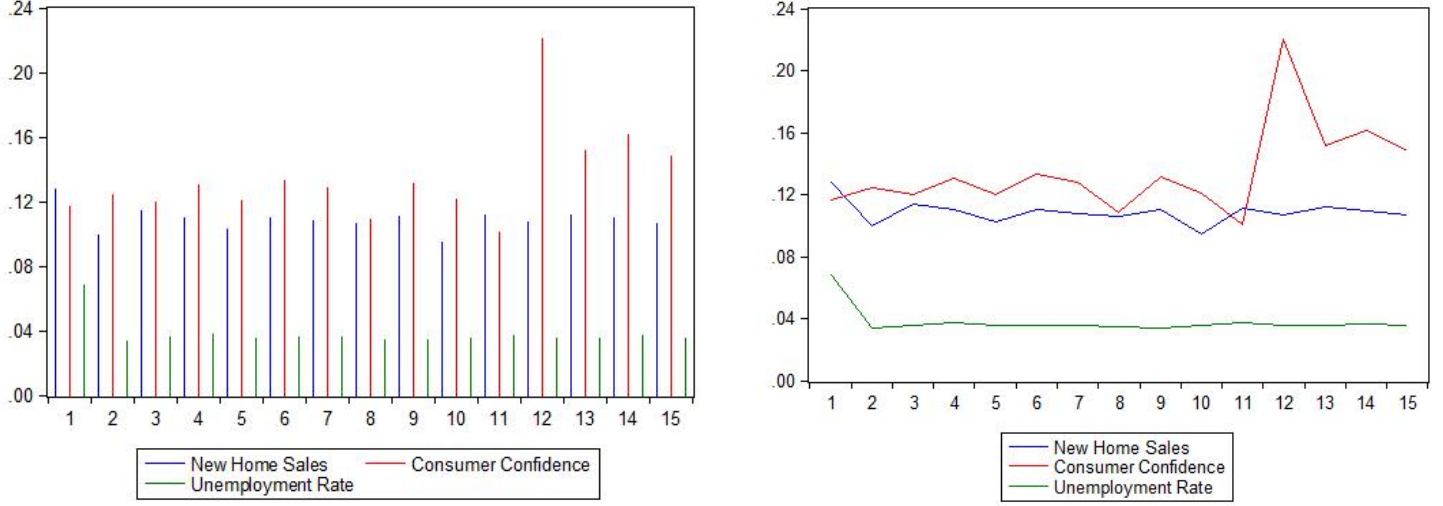 .24
.20
.16
.12
.08
.04
.00
1 2 3 4 5 6 7 8 9 10 11 12 13 14 15
New Home Sales Consumer Confidence
Unemployment Rate
.24
.20
.16
.12
.08
.04
.00
1 2 3 4 5 6 7 8 9 10 11 12 13 14 15
New Home Sales
Consumer Confidence
Unemployment Rate